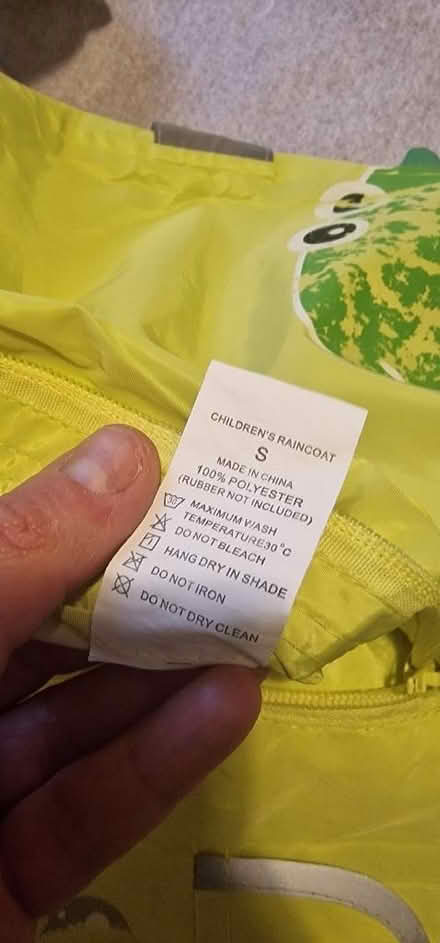 CHILDREN'S RAINCOAT
S
MADE IN CHINA
100% POLYESTER
(RUBBER NOT INCLUDED)
30° MAXIMUM WASH
TEMPERATURE30°C
DO NOT BLEACH
HANG DRY IN SHADE
DO NOT IRON
DO NOT DRY CLEAN